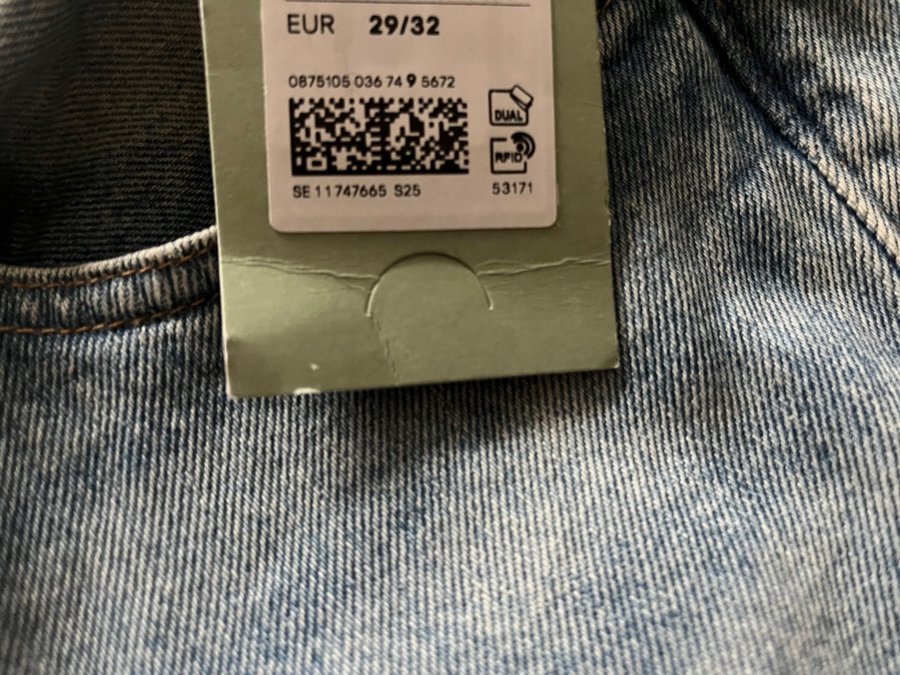 EUR 29/32
0875105 036 74 9 5672
DUAL
RFID
SE 11747665 S25
53171